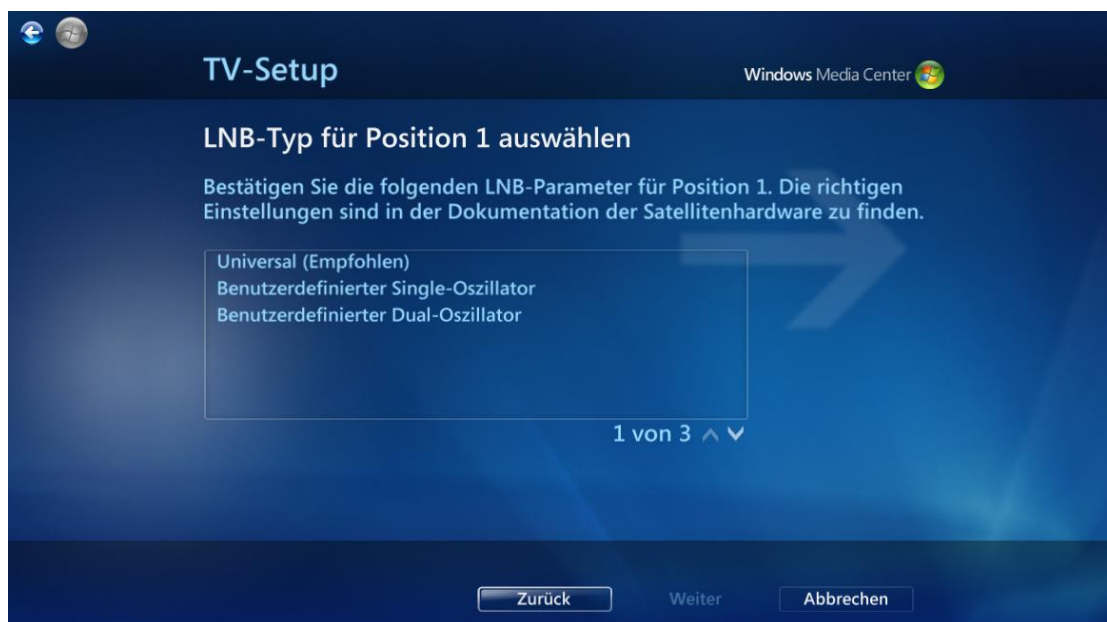 TV-Setup
Windows Media Center
LNB-Typ für Position 1 auswählen
Bestätigen Sie die folgenden LNB-Parameter für Position 1. Die richtigen
Einstellungen sind in der Dokumentation der Satellitenhardware zu finden.
Universal (Empfohlen)
Benutzerdefinierter Single-Oszillator
Benutzerdefinierter Dual-Oszillator
1 von 3
Zurück Weiter Abbrechen